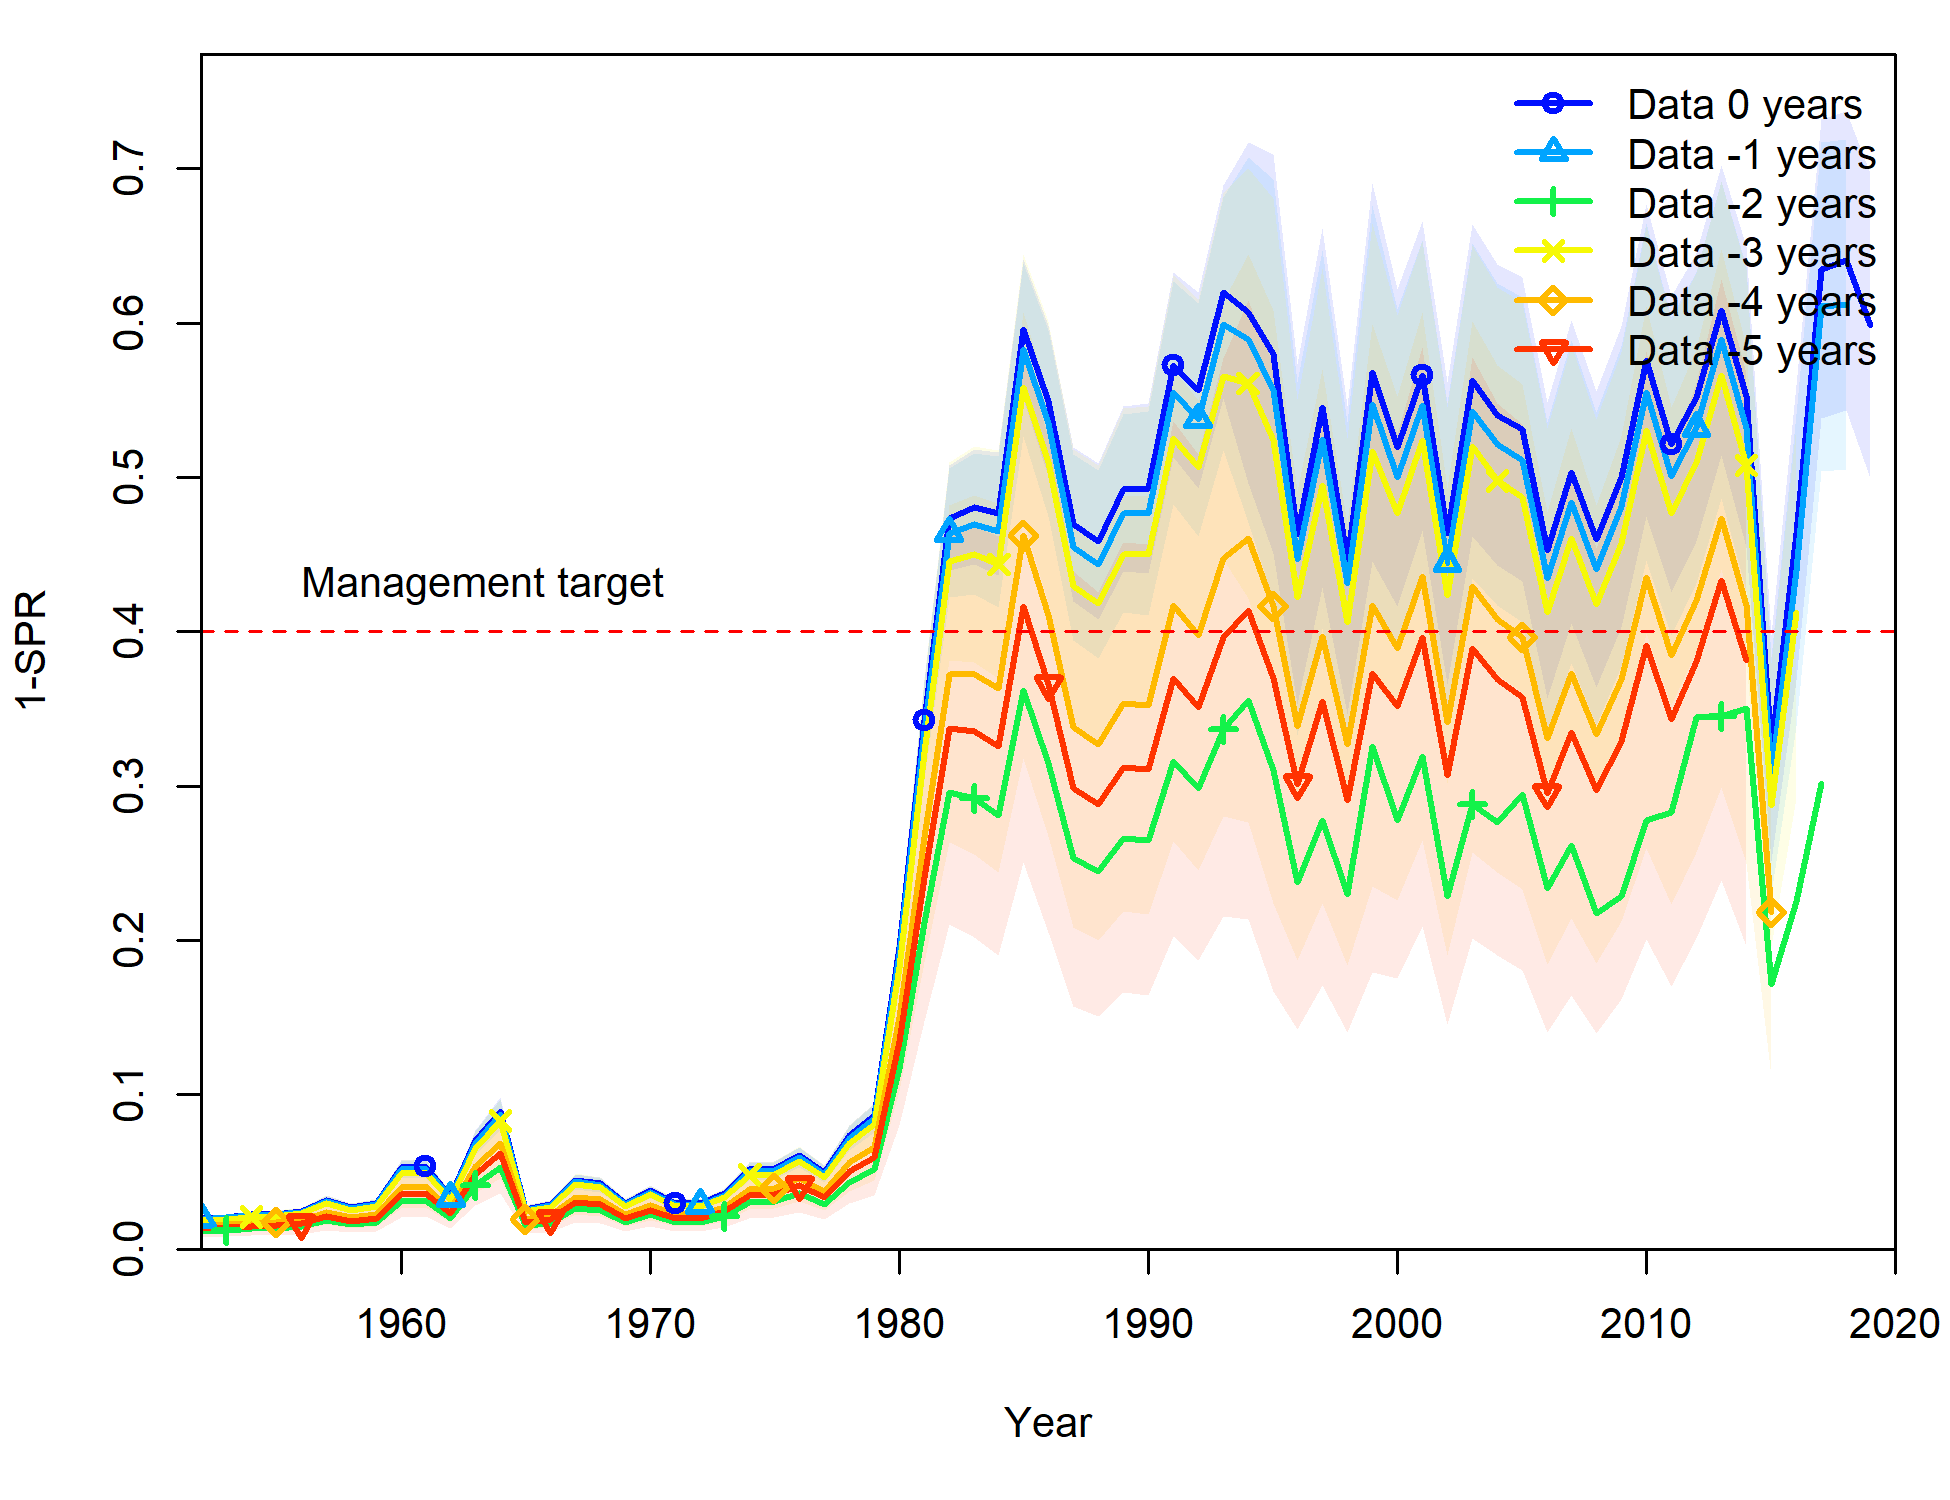 Data 0 years
Data -1 years
Data -2 years
Data -3 years
Data -4 years
Data -5 years
Management target
1-SPR
0.7
0.6
0.5
0.4
0.3
0.2
0.1
0.0
1960 1970 1980 1990 2000 2010 2020
Year